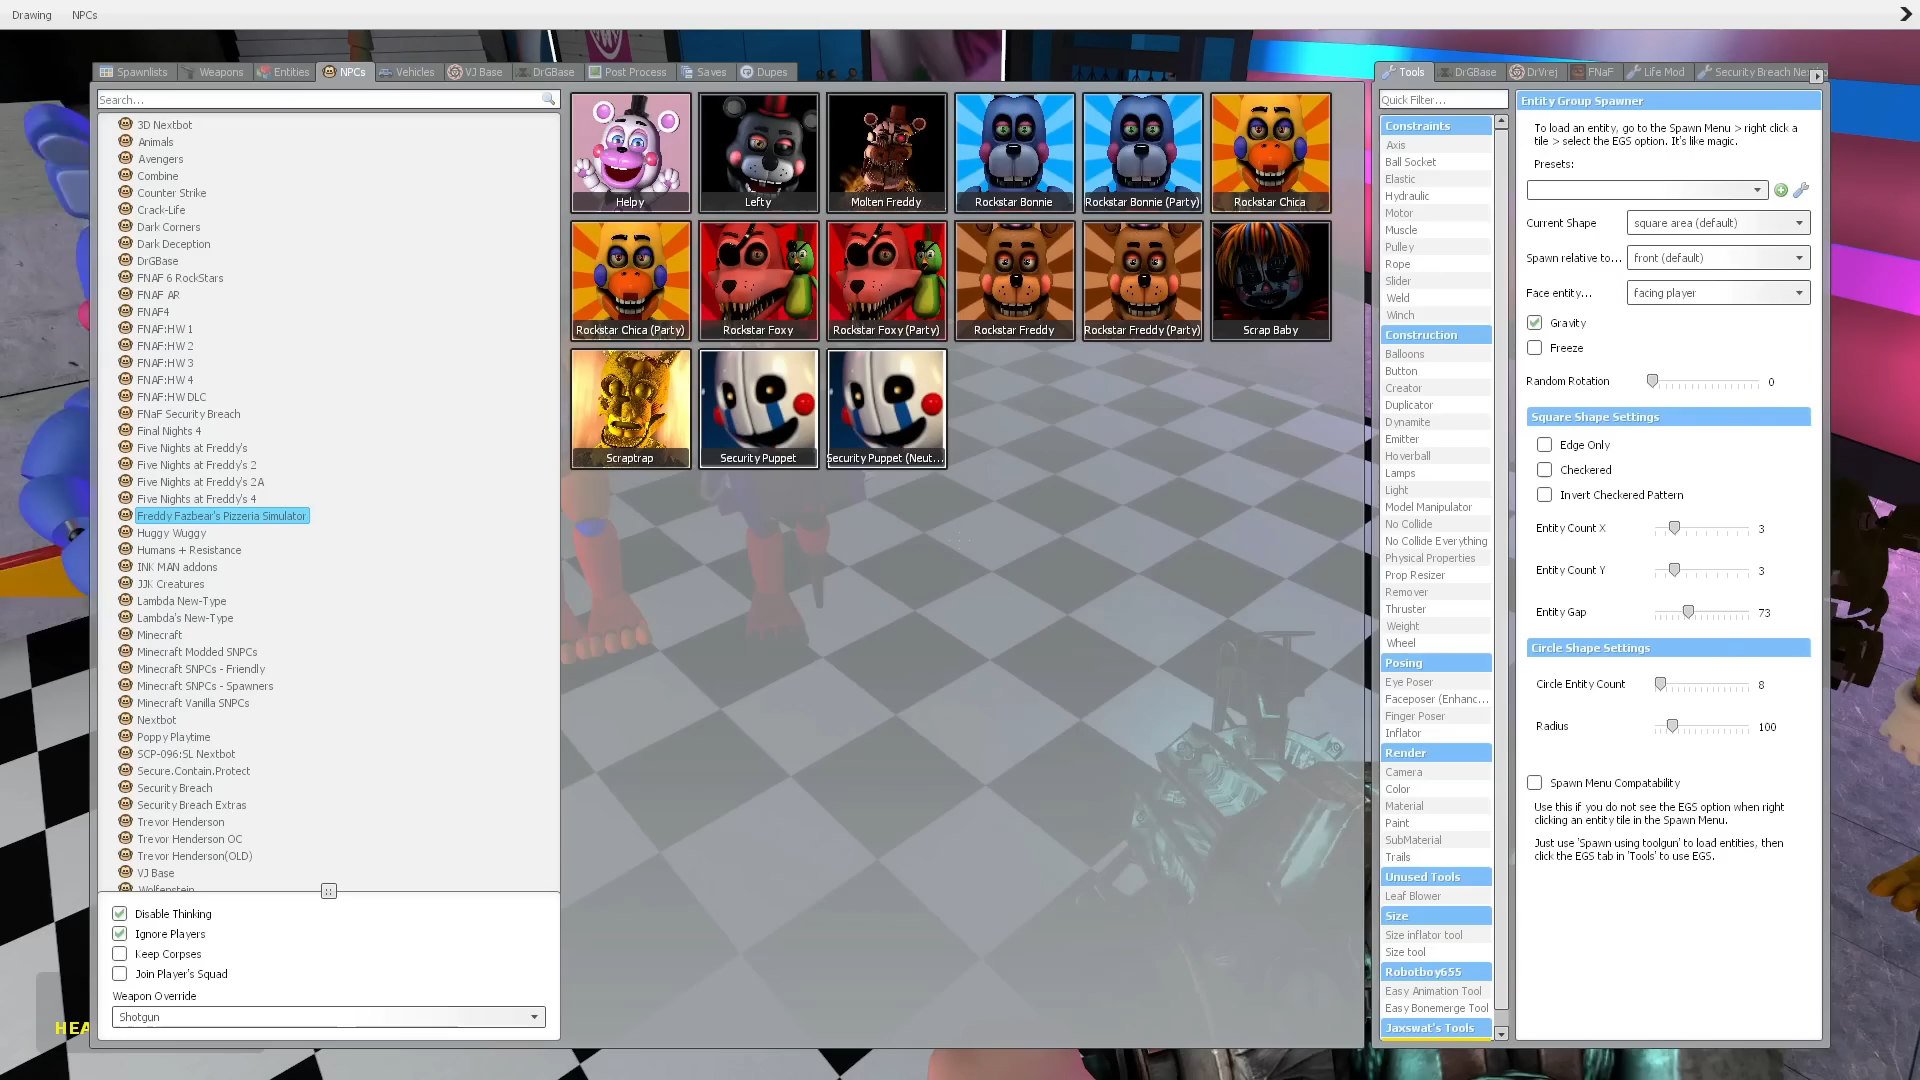 Drawing NPCs
Spawnlists Weapons Entities NPCs Vehicles VJ Base DrGBase Post Process Saves Dupes
Search...
3D Nextbot
Animals
Avengers
Combine
Counter Strike
Crack-Life
Dark Corners
Dark Deception
DrGBase
FNAF 6 RockStars
FNAF AR
FNAF4
FNAF:HW 1
FNAF:HW 2
FNAF:HW 3
FNAF:HW 4
FNAF:HW DLC
FNaF Security Breach
Final Nights 4
Five Nights at Freddy's
Five Nights at Freddy's 2
Five Nights at Freddy's 2A
Five Nights at Freddy's 4
Freddy Fazbear's Pizzeria Simulator
Huggy Wuggy
Humans + Resistance
INK MAN addons
JJK Creatures
Lambda New-Type
Lambda's New-Type
Minecraft
Minecraft Modded SNPCs
Minecraft SNPCs - Friendly
Minecraft SNPCs - Spawners
Minecraft Vanilla SNPCs
Nextbot
Poppy Playtime
SCP-096:SL Nextbot
Secure.Contain.Protect
Security Breach
Security Breach Extras
Trevor Henderson
Trevor Henderson OC
Trevor Henderson(OLD)
VJ Base
Wolfenstein
Disable Thinking
Ignore Players
Keep Corpses
Join Player's Squad
Weapon Override
Shotgun
HEA
Helpy Lefty Molten Freddy Rockstar Bonnie Rockstar Bonnie (Party) Rockstar Chica
Rockstar Chica (Party) Rockstar Foxy Rockstar Foxy (Party) Rockstar Freddy Rockstar Freddy (Party) Scrap Baby
Scraptrap Security Puppet Security Puppet (Neut...
Tools DrGBase DrVrej FNaF Life Mod
Quick Filter...
Constraints
Axis
Ball Socket
Elastic
Hydraulic
Motor
Muscle
Pulley
Rope
Slider
Weld
Winch
Construction
Balloons
Button
Creator
Duplicator
Dynamite
Emitter
Hoverball
Lamps
Light
Model Manipulator
No Collide
No Collide Everything
Physical Properties
Prop Resizer
Remover
Thruster
Weight
Wheel
Posing
Eye Poser
Faceposer (Enhanc...
Finger Poser
Inflator
Render
Camera
Color
Material
Paint
SubMaterial
Trails
Unused Tools
Leaf Blower
Size
Size inflator tool
Size tool
Robotboy655
Easy Animation Tool
Easy Bonemerge Tool
Jaxswat's Tools
Entity Group Spawner
To load an entity, go to the Spawn Menu > right click a
tile > select the EGS option. It's like magic.
Presets:
Current Shape square area (default)
Spawn relative to... front (default)
Face entity... facing player
Gravity
Freeze
Random Rotation 0
Square Shape Settings
Edge Only
Checkered
Invert Checkered Pattern
Entity Count X 3
Entity Count Y 3
Entity Gap 73
Circle Shape Settings
Circle Entity Count 8
Radius 100
Spawn Menu Compatability
Use this if you do not see the EGS option when right
clicking an entity tile in the Spawn Menu.
Just use 'Spawn using toolgun' to load entities, then
click the EGS tab in 'Tools' to use EGS.